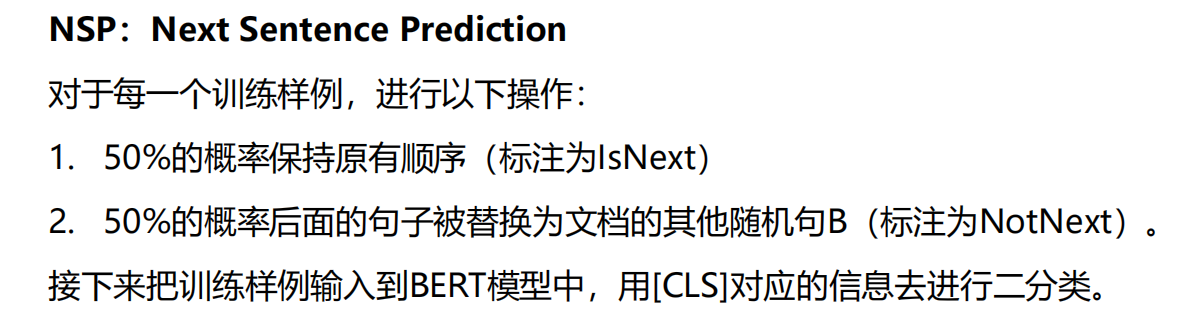 NSP：Next Sentence Prediction
对于每一个训练样例，进行以下操作：
1. 50%的概率保持原有顺序（标注为IsNext）
2. 50%的概率后面的句子被替换为文档的其他随机句B（标注为NotNext）。
接下来把训练样例输入到BERT模型中，用[CLS]对应的信息去进行二分类。